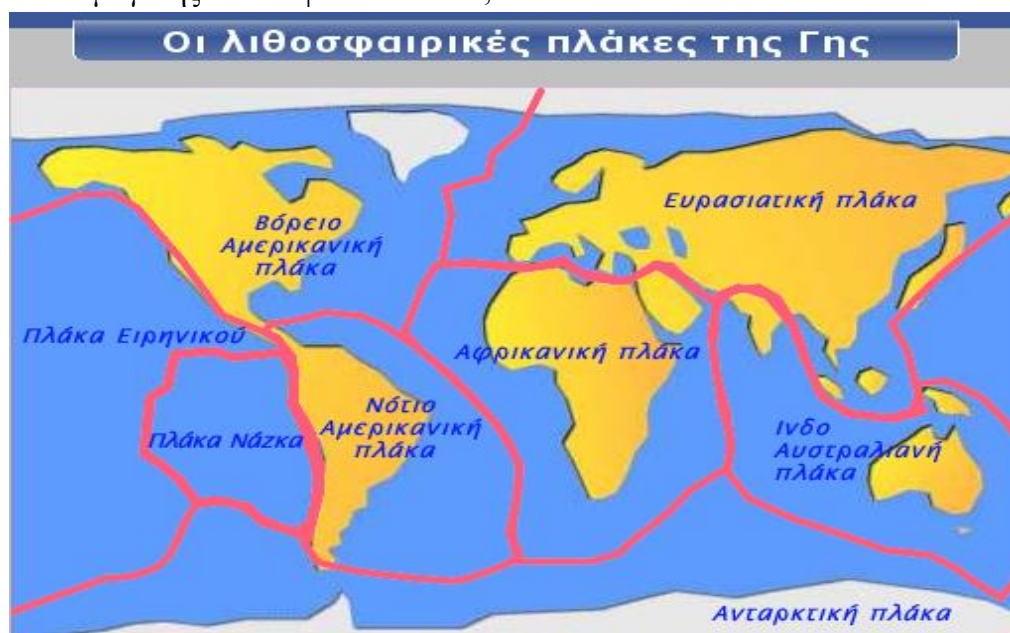 Οι λιθοσφαιρικές πλάκες της Γης
Ευρασιατική πλάκα
Βόρειο
Αμερικανική
πλάκα
Πλάκα Ειρηνικού
Αφρικανική πλάκα
Νότιο
Αμερικανική
πλάκα
Πλάκα Νάζκα
Ινδο
Αυστραλιανή
πλάκα
Ανταρκτική πλάκα